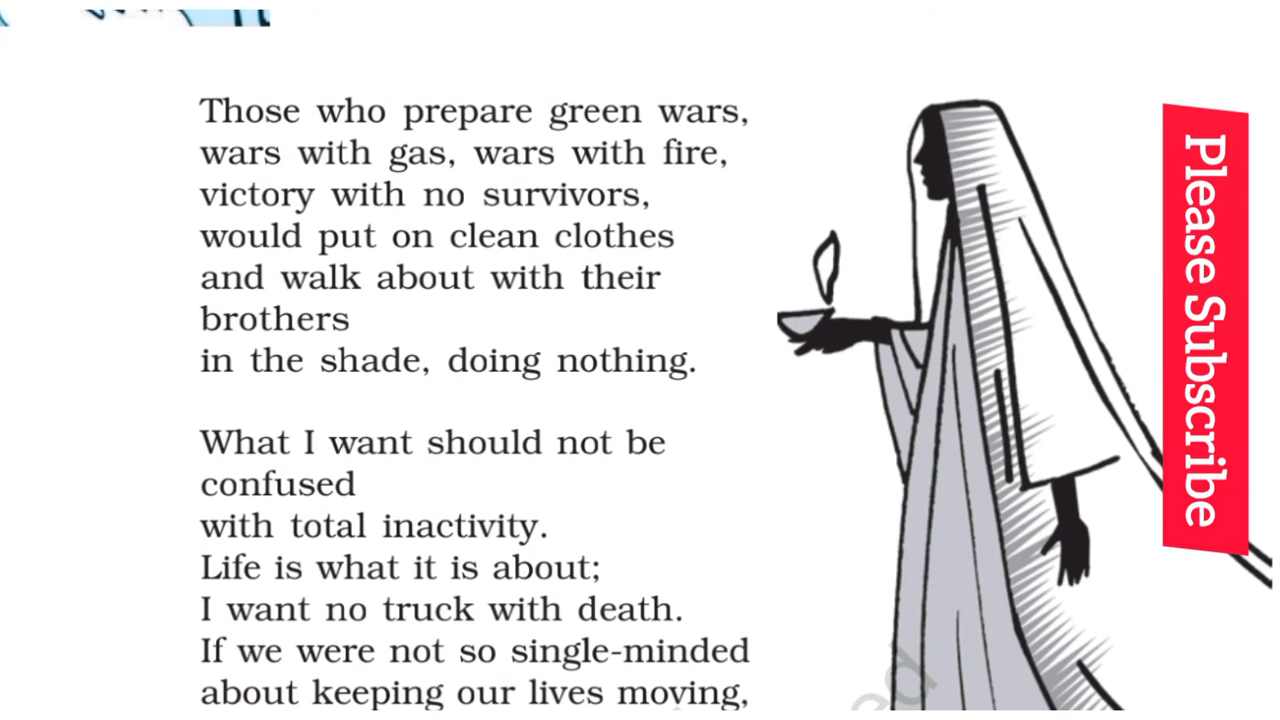 Those who prepare green wars,
wars with gas, wars with fire,
victory with no survivors,
would put on clean clothes
and walk about with their
brothers
in the shade, doing nothing.
What I want should not be
confused
with total inactivity.
Life is what it is about;
I want no truck with death.
If we were not so single-minded
about keeping our lives moving,
Please Subscribe